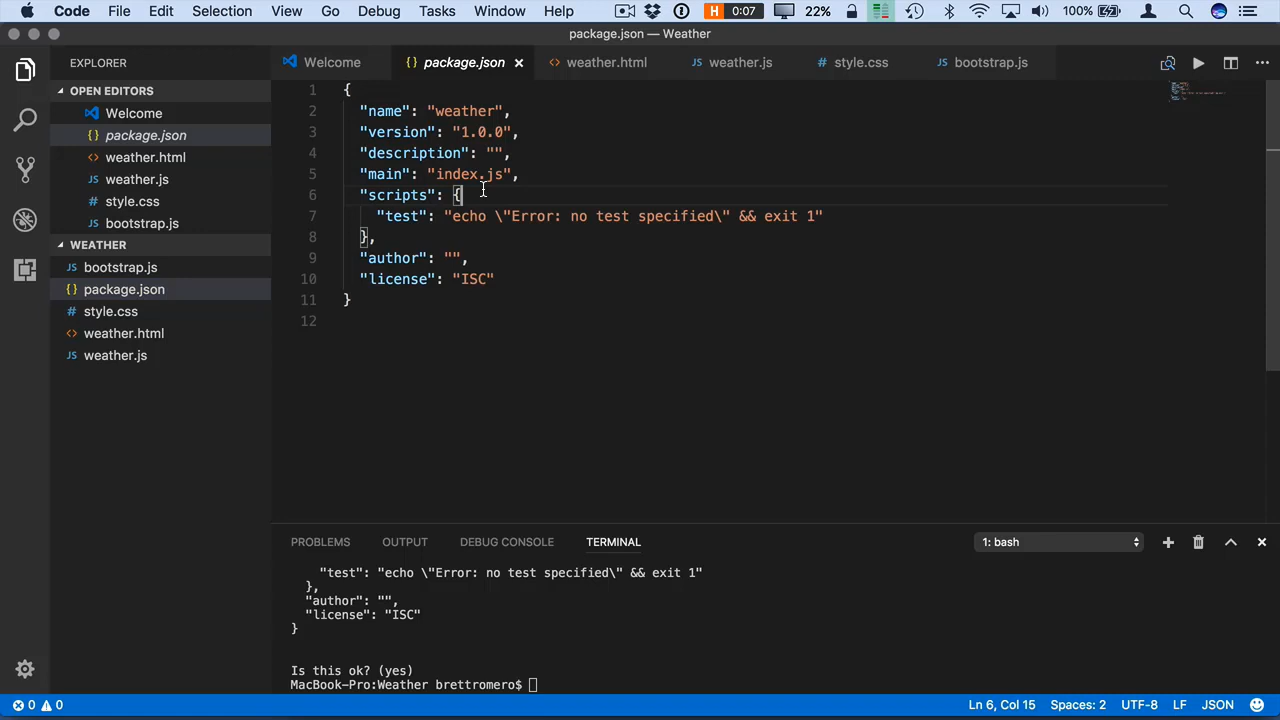 Code File Edit Selection View Go Debug Tasks Window Help H 0:07 22% 100%
package.json — Weather
EXPLORER
OPEN EDITORS
Welcome
{} package.json
<> weather.html
JS weather.js
# style.css
JS bootstrap.js
WEATHER
JS bootstrap.js
{} package.json
# style.css
<> weather.html
JS weather.js
Welcome {} package.json × <> weather.html JS weather.js # style.css JS bootstrap.js
1 {
2 "name": "weather",
3 "version": "1.0.0",
4 "description": "",
5 "main": "index.js",
6 "scripts": {
7 "test": "echo \"Error: no test specified\" && exit 1"
8 },
9 "author": "",
10 "license": "ISC"
11 }
12
PROBLEMS OUTPUT DEBUG CONSOLE TERMINAL 1: bash
"test": "echo \"Error: no test specified\" && exit 1"
},
"author": "",
"license": "ISC"
}
Is this ok? (yes)
MacBook-Pro:Weather brettromero$
0 0 Ln 6, Col 15 Spaces: 2 UTF-8 LF JSON